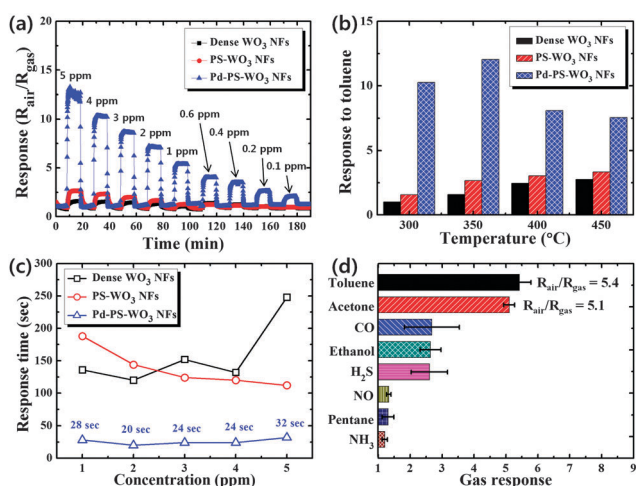 (a)
Dense WO3 NFs
PS-WO3 NFs
Pd-PS-WO3 NFs
5 ppm
4 ppm
3 ppm
2 ppm
1 ppm
0.6 ppm
0.4 ppm
0.2 ppm
0.1 ppm
Response (Rair/Rgas)
20
15
10
5
0
0 20 40 60 80 100 120 140 160 180
Time (min)
(b)
Dense WO3 NFs
PS-WO3 NFs
Pd-PS-WO3 NFs
Response to toluene
15
10
5
0
300 350 400 450
Temperature (°C)
(c)
Dense WO3 NFs
PS-WO3 NFs
Pd-PS-WO3 NFs
Response time (sec)
300
250
200
150
100
50
0
28 sec 20 sec 24 sec 24 sec 32 sec
1 2 3 4 5
Concentration (ppm)
(d)
Toluene
Rair/Rgas = 5.4
Acetone
Rair/Rgas = 5.1
CO
Ethanol
H2S
NO
Pentane
NH3
1 2 3 4 5 6 7 8 9
Gas response